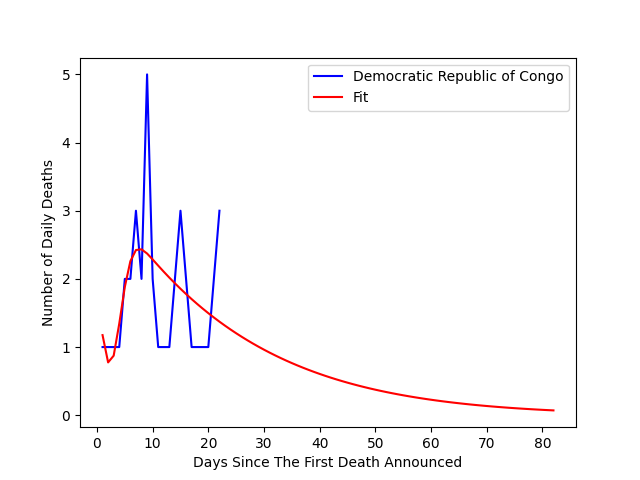 Democratic Republic of Congo
Fit
5
4
3
2
1
0
Number of Daily Deaths
0 10 20 30 40 50 60 70 80
Days Since The First Death Announced